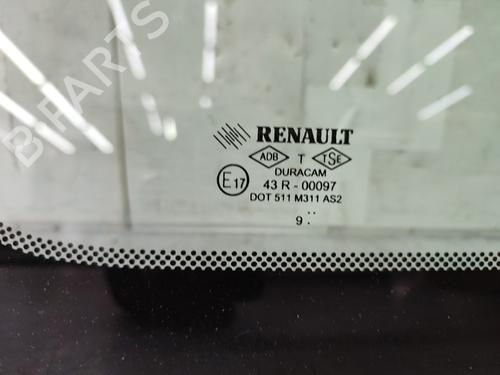 B PARTS
RENAULT
ADB T TSE
DURACAM
E17 43 R - 00097
DOT 511 M311 AS2
9 ..